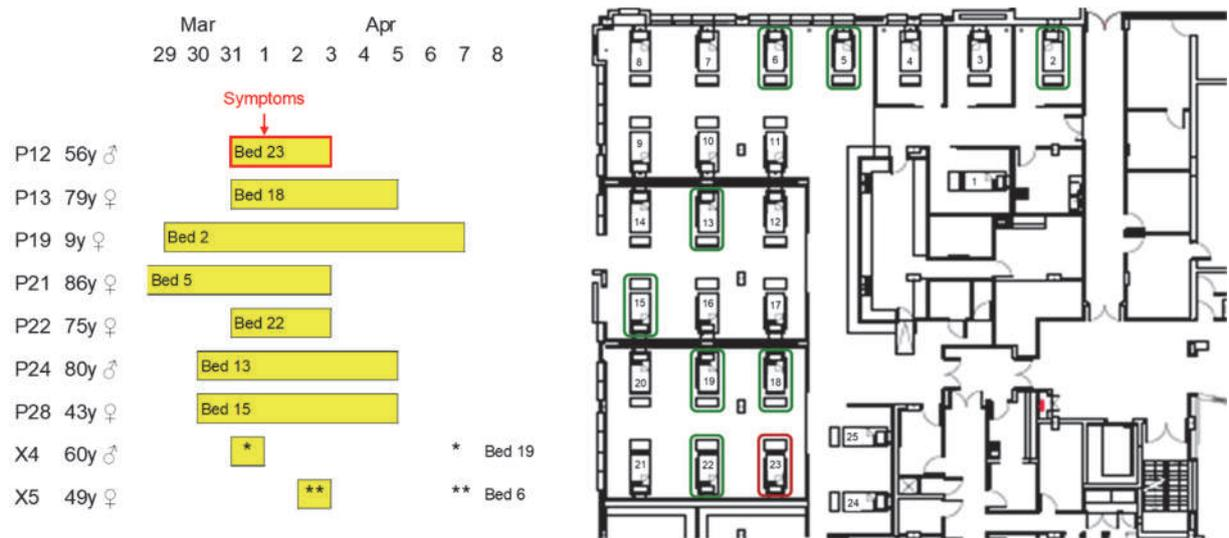 Mar Apr
29 30 31 1 2 3 4 5 6 7 8
Symptoms
P12 56y ♂ Bed 23
P13 79y ♀ Bed 18
P19 9y ♀ Bed 2
P21 86y ♀ Bed 5
P22 75y ♀ Bed 22
P24 80y ♂ Bed 13
P28 43y ♀ Bed 15
X4 60y ♂ * * Bed 19
X5 49y ♀ ** ** Bed 6
8 7 6 5 4 3 2
9 10 11
1
14 13 12
15 16 17
20 19 18
25
21 22 23
24